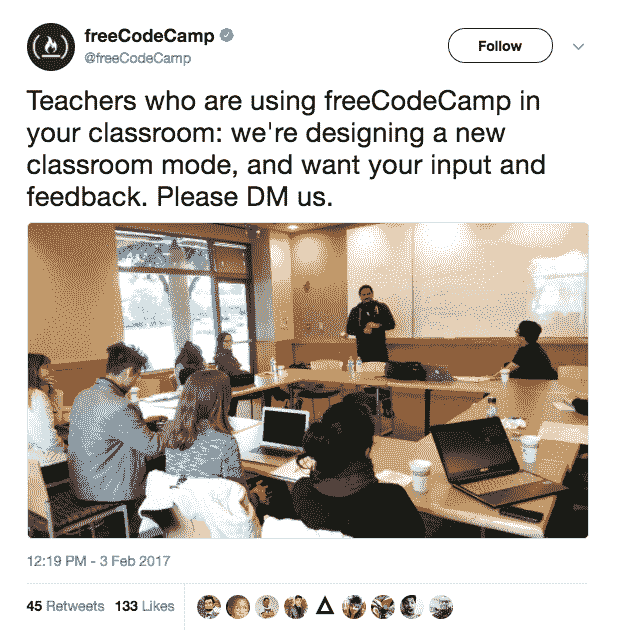 freeCodeCamp
@freeCodeCamp
Follow
Teachers who are using freeCodeCamp in
your classroom: we're designing a new
classroom mode, and want your input and
feedback. Please DM us.
12:19 PM - 3 Feb 2017
45 Retweets 133 Likes